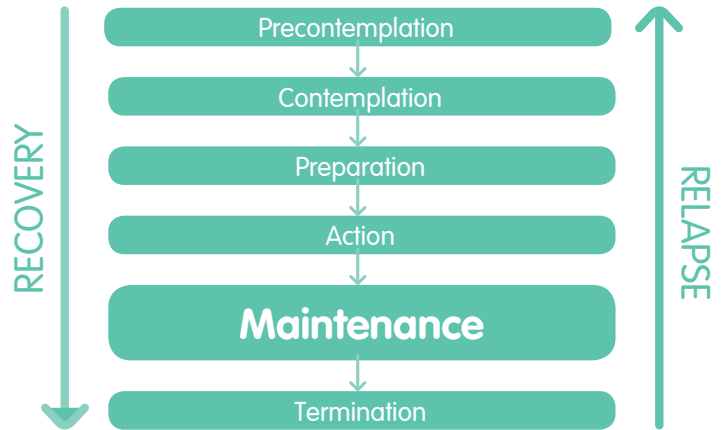 Precontemplation
Contemplation
Preparation
Action
Maintenance
Termination
RECOVERY
RELAPSE